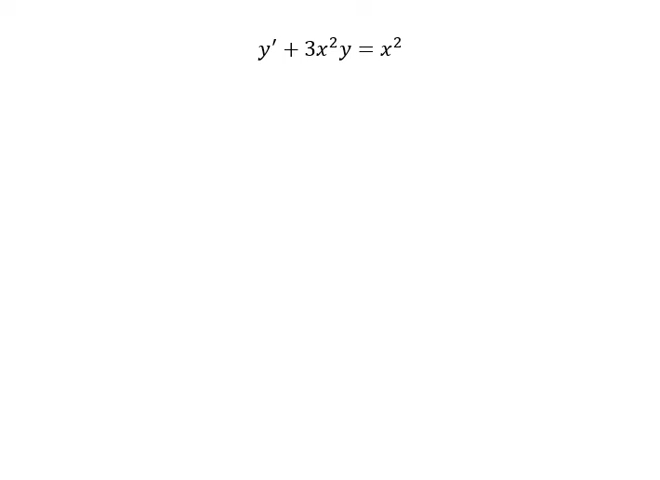 y′ + 3x²y = x²